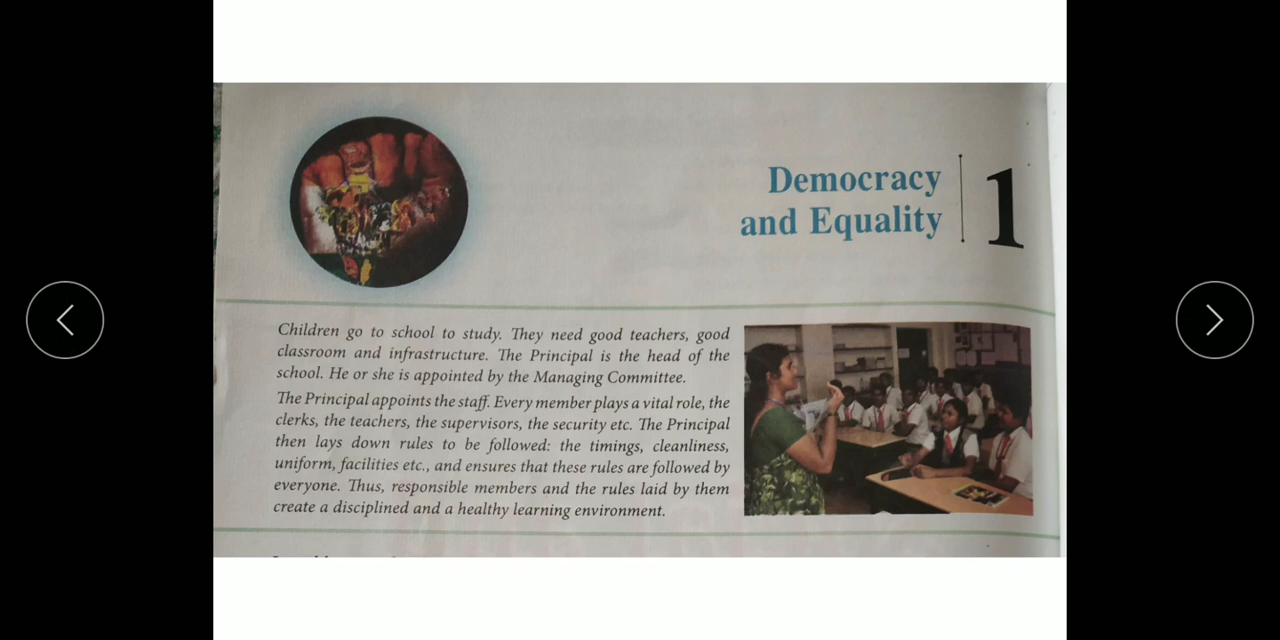 Democracy
and Equality
1
Children go to school to study. They need good teachers, good
classroom and infrastructure. The Principal is the head of the
school. He or she is appointed by the Managing Committee.
The Principal appoints the staff. Every member plays a vital role, the
clerks, the teachers, the supervisors, the security etc. The Principal
then lays down rules to be followed: the timings, cleanliness,
uniform, facilities etc., and ensures that these rules are followed by
everyone. Thus, responsible members and the rules laid by them
create a disciplined and a healthy learning environment.